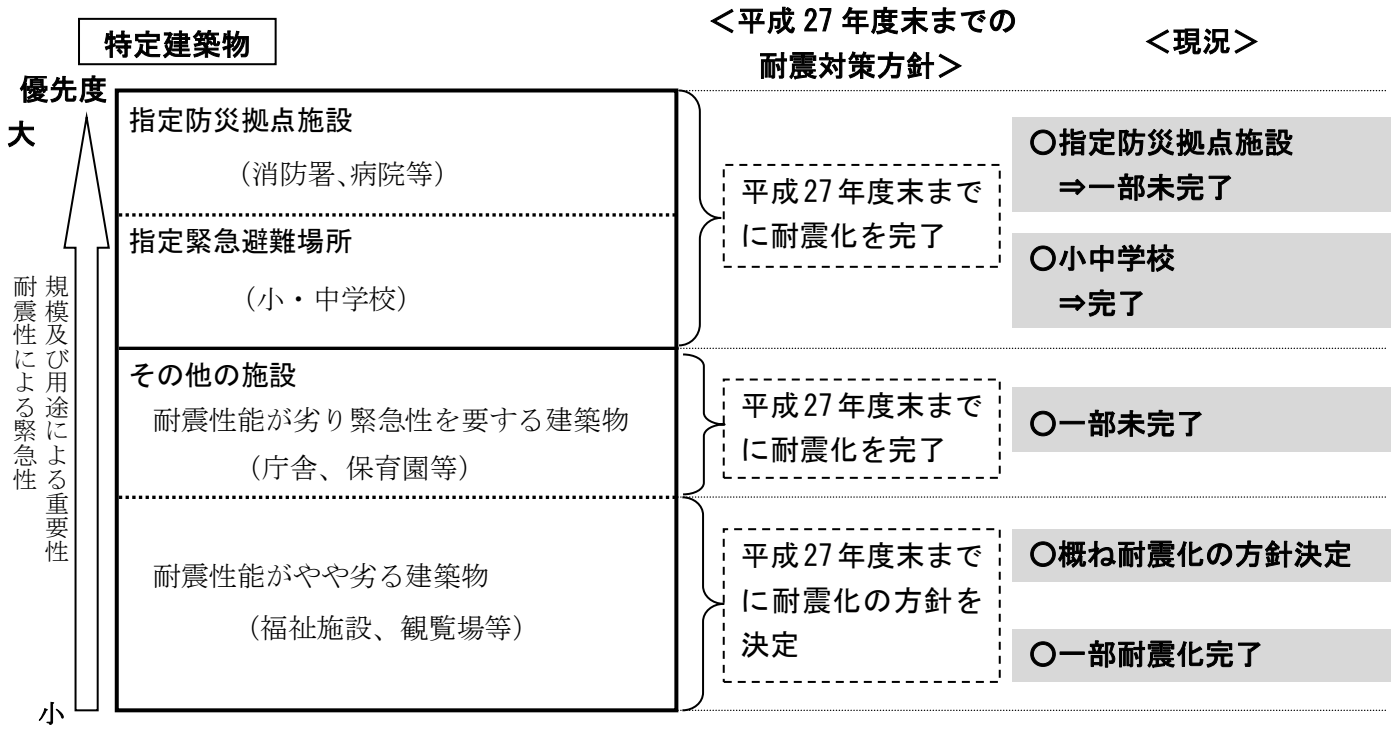 特定建築物
＜平成 27 年度末までの
耐震対策方針＞
＜現況＞
優先度
大
規模及び用途による重要性
耐震性による緊急性
小
指定防災拠点施設
（消防署、病院等）
指定緊急避難場所
（小・中学校）
その他の施設
耐震性能が劣り緊急性を要する建築物
（庁舎、保育園等）
耐震性能がやや劣る建築物
（福祉施設、観覧場等）
平成27年度末まで
に耐震化を完了
平成27年度末まで
に耐震化を完了
平成27年度末まで
に耐震化の方針を
決定
○指定防災拠点施設
⇒一部未完了
○小中学校
⇒完了
○一部未完了
○概ね耐震化の方針決定
○一部耐震化完了